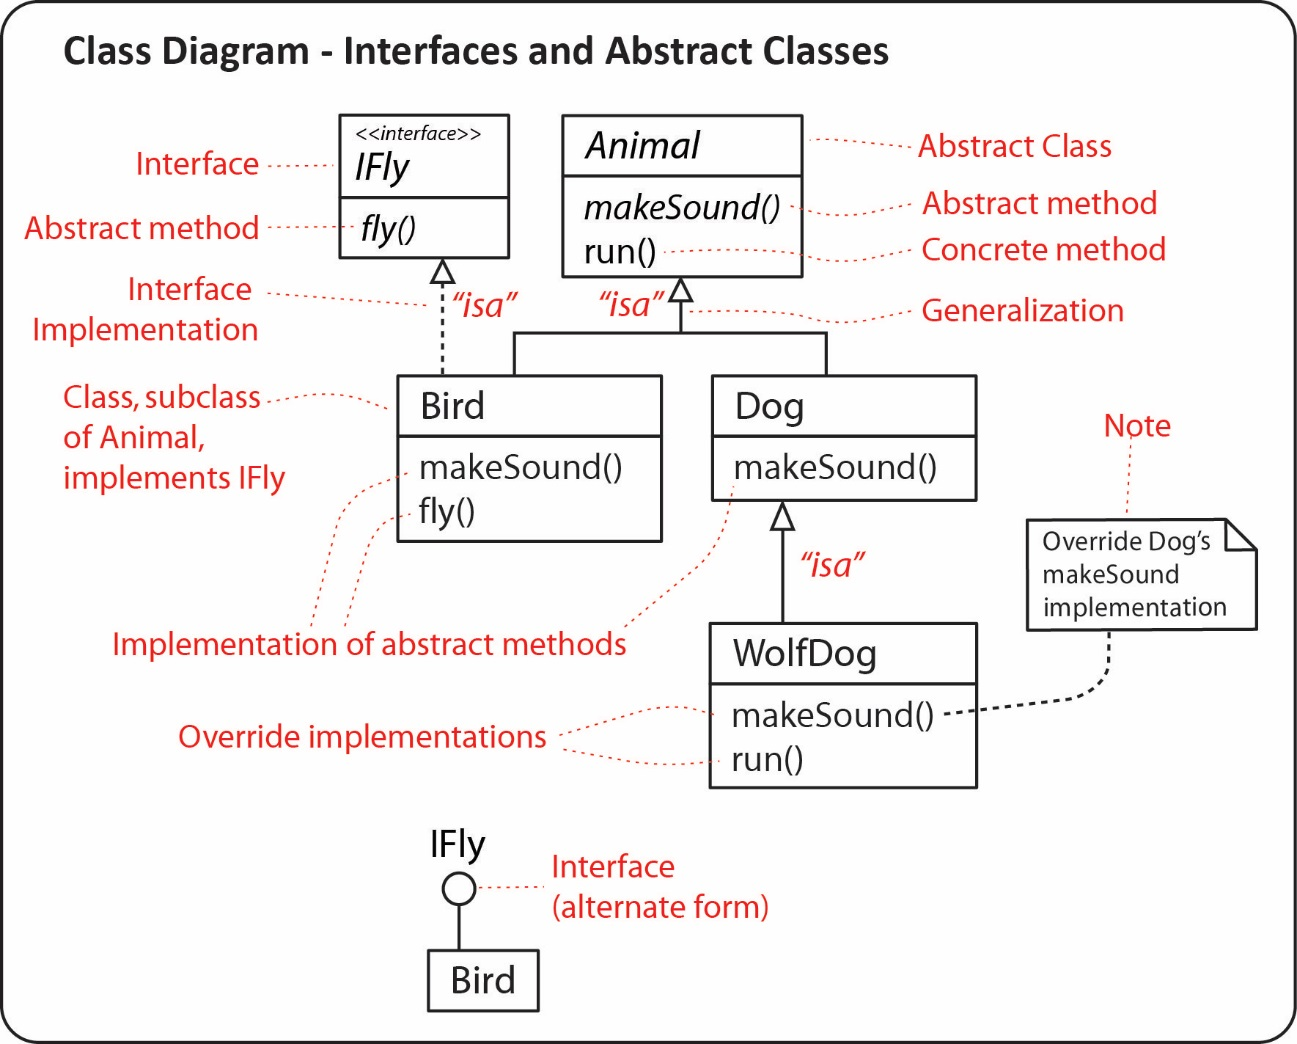 Class Diagram - Interfaces and Abstract Classes
<<interface>>
IFly
fly()
Interface
Abstract method
Interface
Implementation
"isa"
Animal
makeSound()
run()
Abstract Class
Abstract method
Concrete method
"isa"
Generalization
Class, subclass
of Animal,
implements IFly
Bird
makeSound()
fly()
Dog
makeSound()
Note
Override Dog's
makeSound
implementation
"isa"
Implementation of abstract methods
WolfDog
makeSound()
run()
Override implementations
IFly
Interface
(alternate form)
Bird